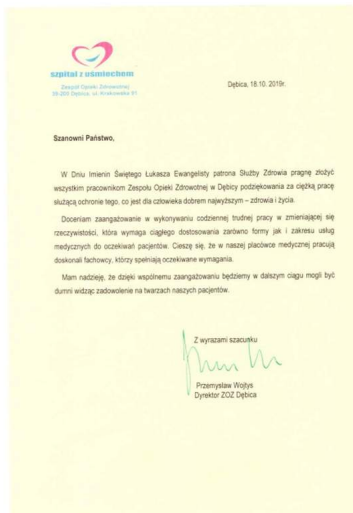 szpital z uśmiechem
Zespół Opieki Zdrowotnej
39-200 Dębica, ul. Krakowska 91
Dębica, 18.10. 2019r.
Szanowni Państwo,
W Dniu Imienin Świętego Łukasza Ewangelisty patrona Służby Zdrowia pragnę złożyć
wszystkim pracownikom Zespołu Opieki Zdrowotnej w Dębicy podziękowania za ciężką pracę
służącą ochronie tego, co jest dla człowieka dobrem najwyższym – zdrowia i życia.
Doceniam zaangażowanie w wykonywaniu codziennej trudnej pracy w zmieniającej się
rzeczywistości, która wymaga ciągłego dostosowania zarówno formy jak i zakresu usług
medycznych do oczekiwań pacjentów. Cieszę się, że w naszej placówce medycznej pracują
doskonali fachowcy, którzy spełniają oczekiwane wymagania.
Mam nadzieję, że dzięki wspólnemu zaangażowaniu będziemy w dalszym ciągu mogli być
dumni widząc zadowolenie na twarzach naszych pacjentów.
Z wyrazami szacunku
Przemysław Wojtys
Dyrektor ZOZ Dębica